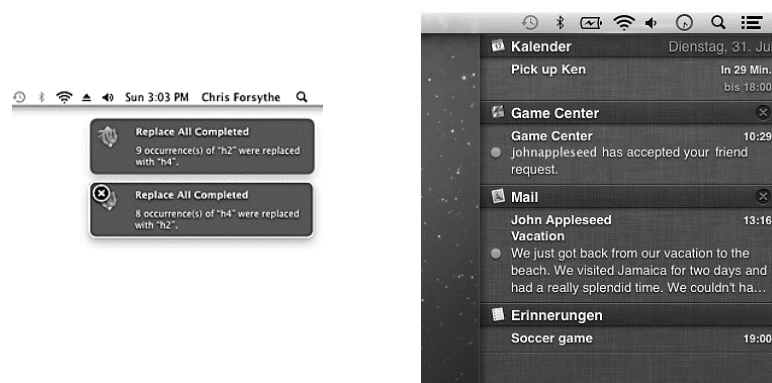 Sun 3:03 PM Chris Forsythe
Replace All Completed
9 occurrence(s) of "h2" were replaced
with "h4".
Replace All Completed
8 occurrence(s) of "h4" were replaced
with "h2".
Kalender Dienstag, 31. Ju
Pick up Ken In 29 Min.
bis 18:00
Game Center
Game Center 10:29
johnappleseed has accepted your friend
request.
Mail
John Appleseed 13:16
Vacation
We just got back from our vacation to the
beach. We visited Jamaica for two days and
had a really splendid time. We couldn't ha...
Erinnerungen
Soccer game 19:00